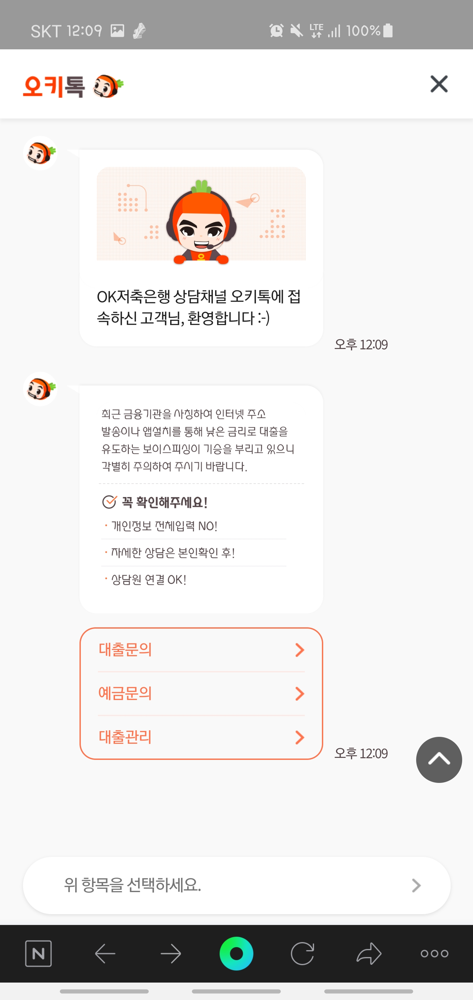 SKT 12:09 LTE 100%
오키톡
OK저축은행 상담채널 오키톡에 접
속하신 고객님, 환영합니다 :-)
오후 12:09
최근 금융기관을 사칭하여 인터넷 주소
발송이나 앱설치를 통해 낮은 금리로 대출을
유도하는 보이스피싱이 기승을 부리고 있으니
각별히 주의하여 주시기 바랍니다.
꼭 확인해주세요!
· 개인정보 전체입력 NO!
· 자세한 상담은 본인확인 후!
· 상담원 연결 OK!
대출문의
예금문의
대출관리
오후 12:09
위 항목을 선택하세요.
N